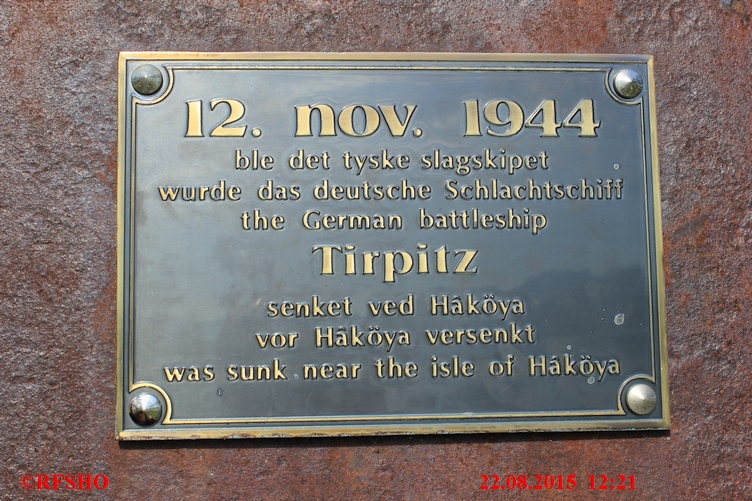 12. nov. 1944
ble det tyske slagskipet
wurde das deutsche Schlachtschiff
the German battleship
Tirpitz
senket ved Håköya
vor Håköya versenkt
was sunk near the isle of Håköya
©RFSHO 22.08.2015 12:21